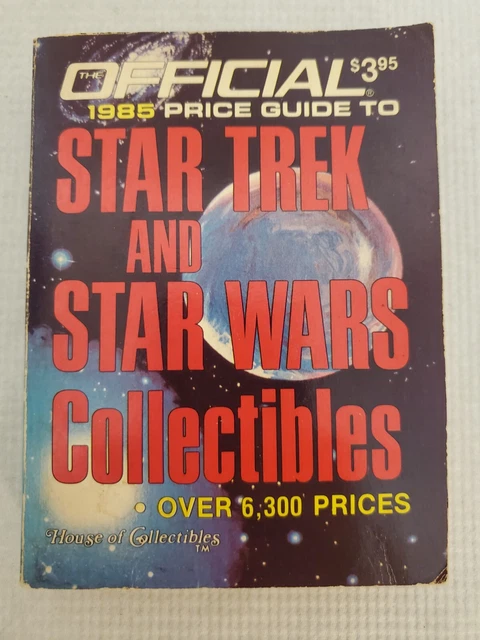 THE OFFICIAL® $3.95
1985 PRICE GUIDE TO
STAR TREK
AND
STAR WARS
Collectibles
• OVER 6,300 PRICES
House of Collectibles™